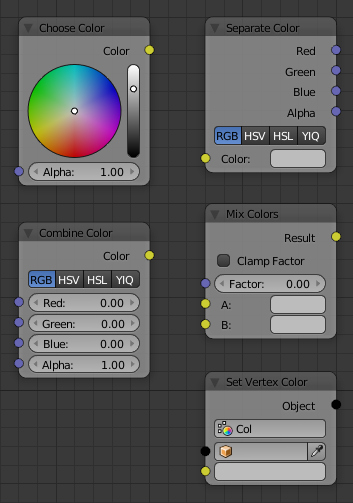 Choose Color
Color
Alpha: 1.00
Combine Color
Color
RGB HSV HSL YIQ
Red: 0.00
Green: 0.00
Blue: 0.00
Alpha: 1.00
Separate Color
Red
Green
Blue
Alpha
RGB HSV HSL YIQ
Color:
Mix Colors
Result
Clamp Factor
Factor: 0.00
A:
B:
Set Vertex Color
Object
Col